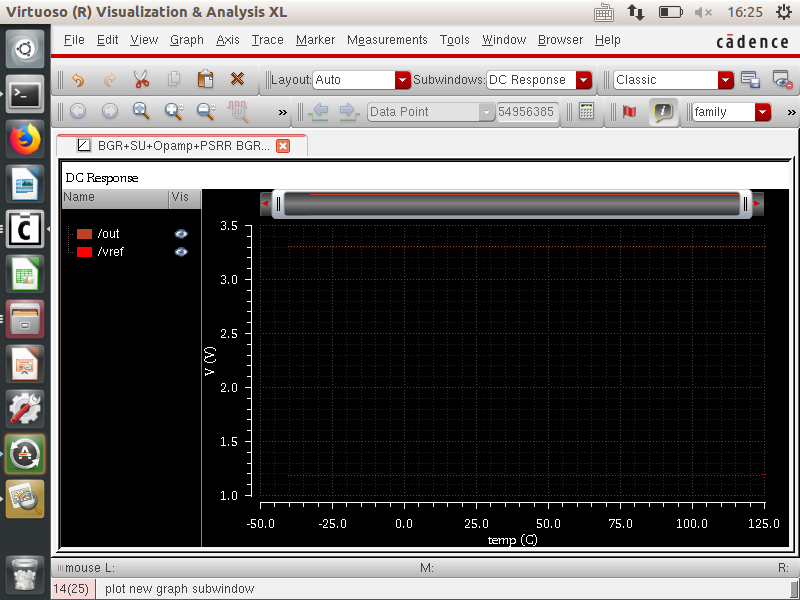 Virtuoso (R) Visualization & Analysis XL
16:25
File Edit View Graph Axis Trace Marker Measurements Tools Window Browser Help
cādence
Layout: Auto Subwindows: DC Response Classic
» Data Point 54956385 family »
BGR+SU+Opamp+PSRR BGR...
DC Response
Name Vis
/out
/vref
3.5
3.0
2.5
2.0
1.5
1.0
V (V)
-50.0 -25.0 0.0 25.0 50.0 75.0 100.0 125.0
temp (C)
mouse L: M: R:
14(25) plot new graph subwindow